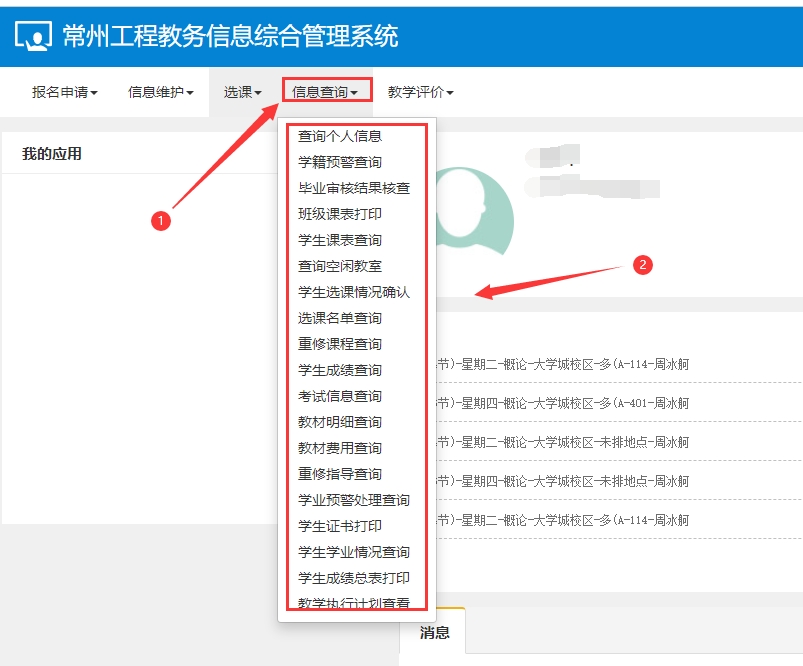 常州工程教务信息综合管理系统
报名申请 信息维护 选课 信息查询 教学评价
我的应用
查询个人信息
学籍预警查询
毕业审核结果核查
班级课表打印
学生课表查询
查询空闲教室
学生选课情况确认
选课名单查询
重修课程查询
学生成绩查询
考试信息查询
教材明细查询
教材费用查询
重修指导查询
学业预警处理查询
学生证书打印
学生学业情况查询
学生成绩总表打印
教学执行计划查看
1
2
节)-星期二-概论-大学城校区-多(A-114-周冰舸
节)-星期四-概论-大学城校区-多(A-401-周冰舸
节)-星期二-概论-大学城校区-未排地点-周冰舸
节)-星期四-概论-大学城校区-未排地点-周冰舸
节)-星期二-概论-大学城校区-多(A-114-周冰舸
消息